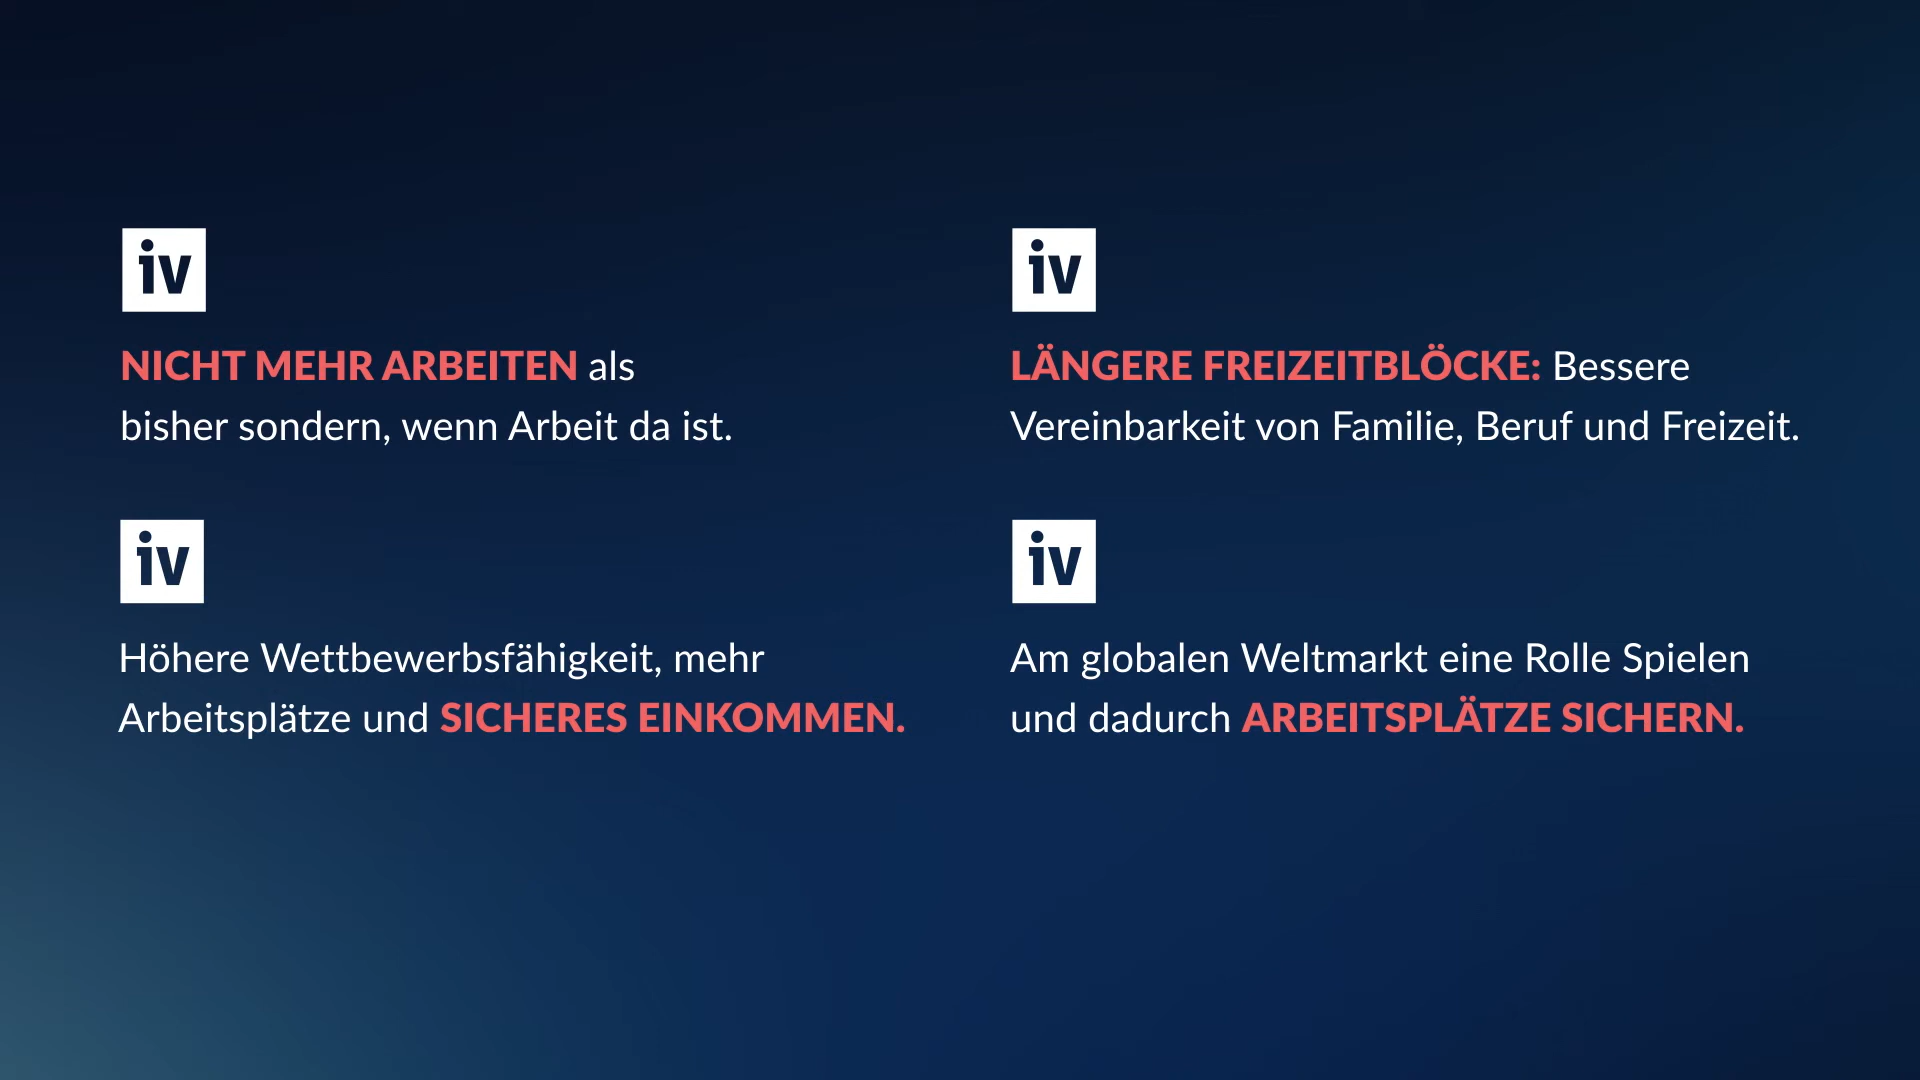 iv
NICHT MEHR ARBEITEN als
bisher sondern, wenn Arbeit da ist.
iv
LÄNGERE FREIZEITBLÖCKE: Bessere
Vereinbarkeit von Familie, Beruf und Freizeit.
iv
Höhere Wettbewerbsfähigkeit, mehr
Arbeitsplätze und SICHERES EINKOMMEN.
iv
Am globalen Weltmarkt eine Rolle Spielen
und dadurch ARBEITSPLÄTZE SICHERN.